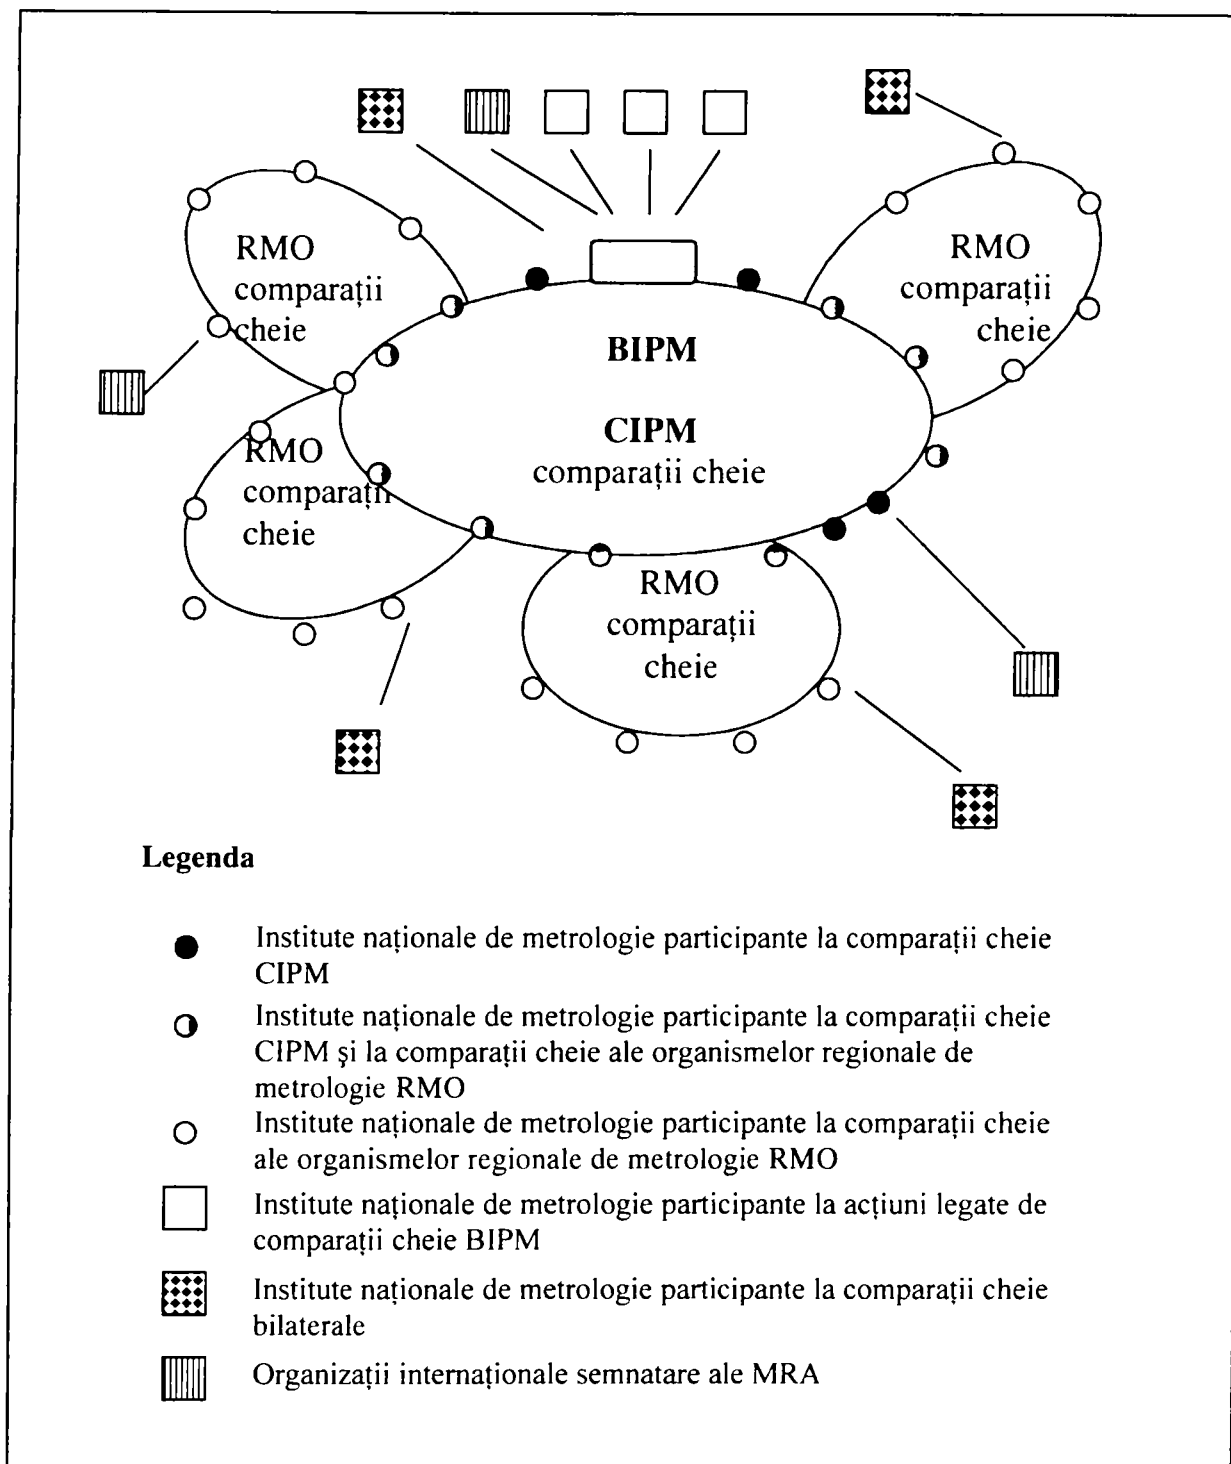 RMO
comparații
cheie
RMO
comparații
cheie
BIPM
CIPM
comparații cheie
RMO
comparații
cheie
RMO
comparații
cheie
Legenda
Institute naționale de metrologie participante la comparații cheie
CIPM
Institute naționale de metrologie participante la comparații cheie
CIPM și la comparații cheie ale organismelor regionale de
metrologie RMO
Institute naționale de metrologie participante la comparații cheie
ale organismelor regionale de metrologie RMO
Institute naționale de metrologie participante la acțiuni legate de
comparații cheie BIPM
Institute naționale de metrologie participante la comparații cheie
bilaterale
Organizații internaționale semnatare ale MRA